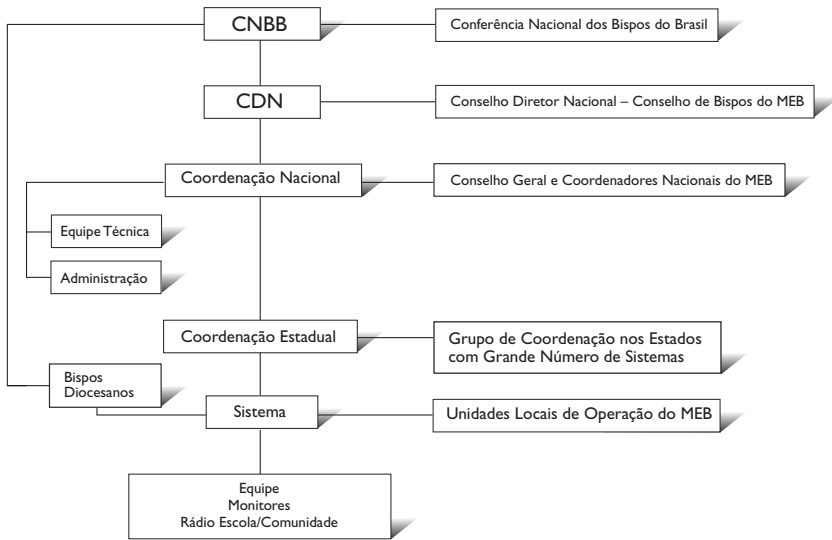 CNBB
Conferência Nacional dos Bispos do Brasil
CDN
Conselho Diretor Nacional – Conselho de Bispos do MEB
Coordenação Nacional
Conselho Geral e Coordenadores Nacionais do MEB
Equipe Técnica
Administração
Coordenação Estadual
Grupo de Coordenação nos Estados
com Grande Número de Sistemas
Bispos
Diocesanos
Sistema
Unidades Locais de Operação do MEB
Equipe
Monitores
Rádio Escola/Comunidade